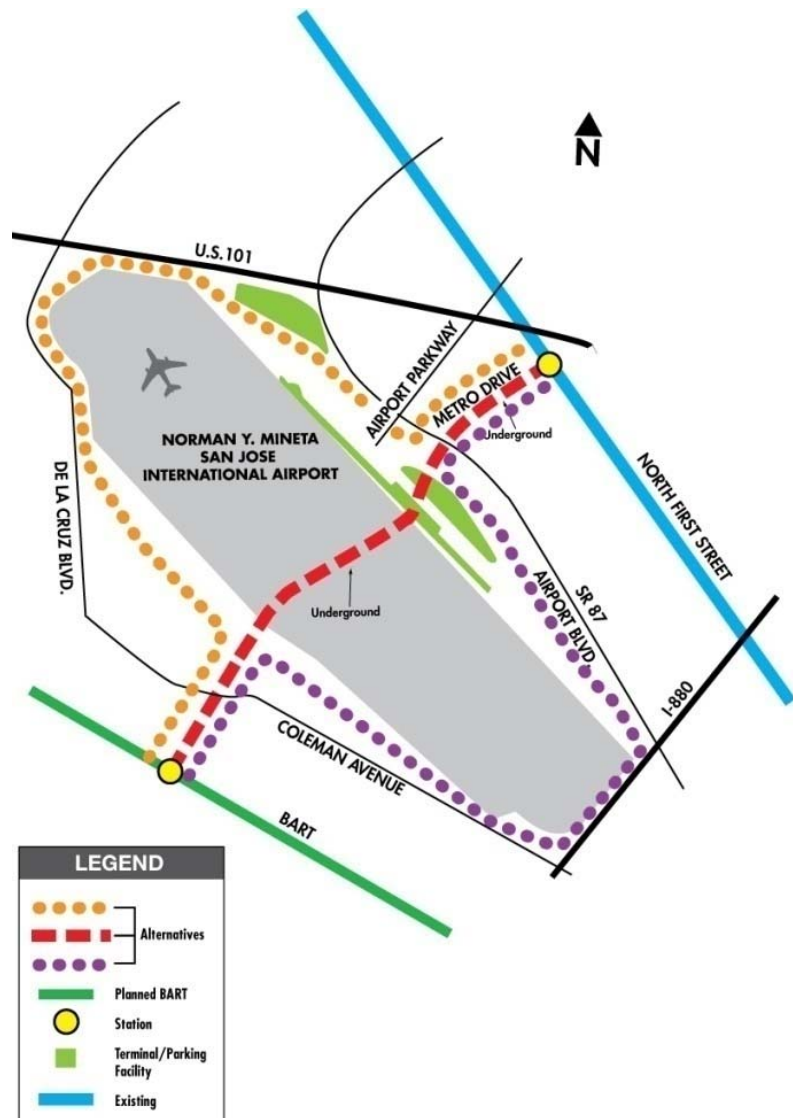 N
U.S.101
AIRPORT PARKWAY
METRO DRIVE
Underground
NORMAN Y. MINETA
SAN JOSE
INTERNATIONAL AIRPORT
DE LA CRUZ BLVD.
NORTH FIRST STREET
Underground
SR 87
AIRPORT BLVD.
I-880
COLEMAN AVENUE
BART
LEGEND
Alternatives
Planned BART
Station
Terminal/Parking
Facility
Existing